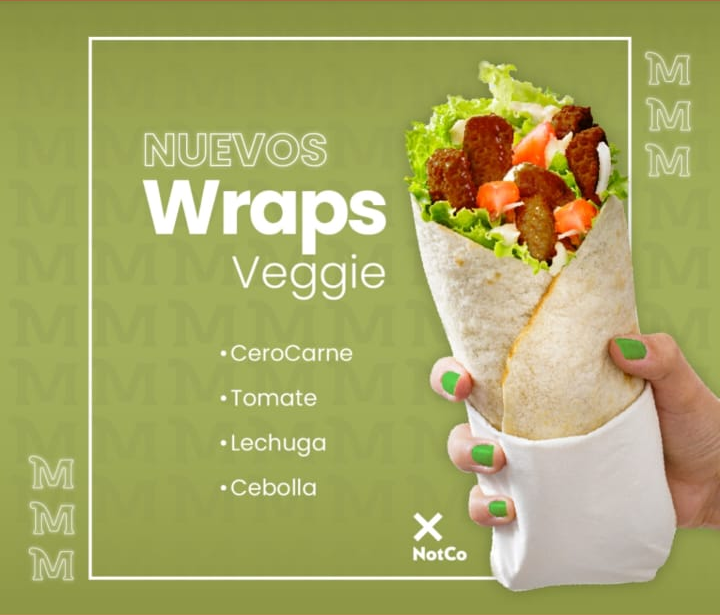 NUEVOS
Wraps
Veggie
•CeroCarne
•Tomate
•Lechuga
•Cebolla
NotCo
M
M
M
M
M
M